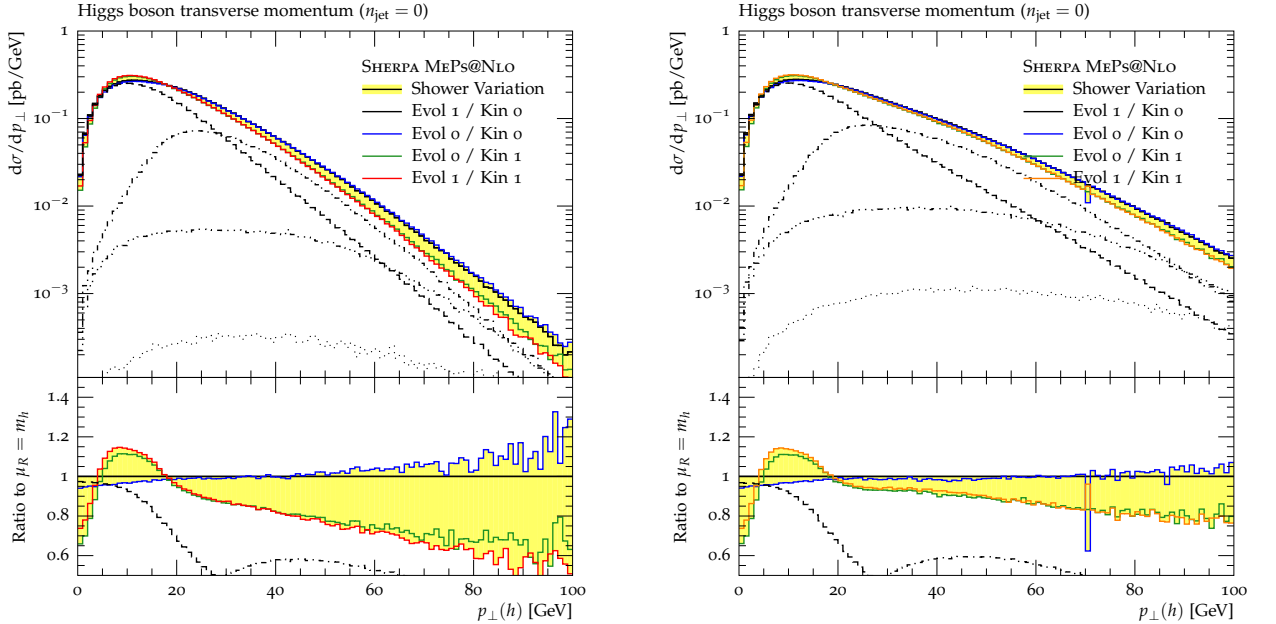 Higgs boson transverse momentum (n_jet = 0)
1
10⁻¹
10⁻²
10⁻³
dσ/dp⊥ [pb/GeV]
SHERPA MEPS@NLO
Shower Variation
Evol 1 / Kin 0
Evol 0 / Kin 0
Evol 0 / Kin 1
Evol 1 / Kin 1
1.4
1.2
1
0.8
0.6
Ratio to μ_R = m_h
0 20 40 60 80 100
p⊥(h) [GeV]
Higgs boson transverse momentum (n_jet = 0)
1
10⁻¹
10⁻²
10⁻³
dσ/dp⊥ [pb/GeV]
SHERPA MEPS@NLO
Shower Variation
Evol 1 / Kin 0
Evol 0 / Kin 0
Evol 0 / Kin 1
Evol 1 / Kin 1
1.4
1.2
1
0.8
0.6
Ratio to μ_R = m_h
0 20 40 60 80 100
p⊥(h) [GeV]